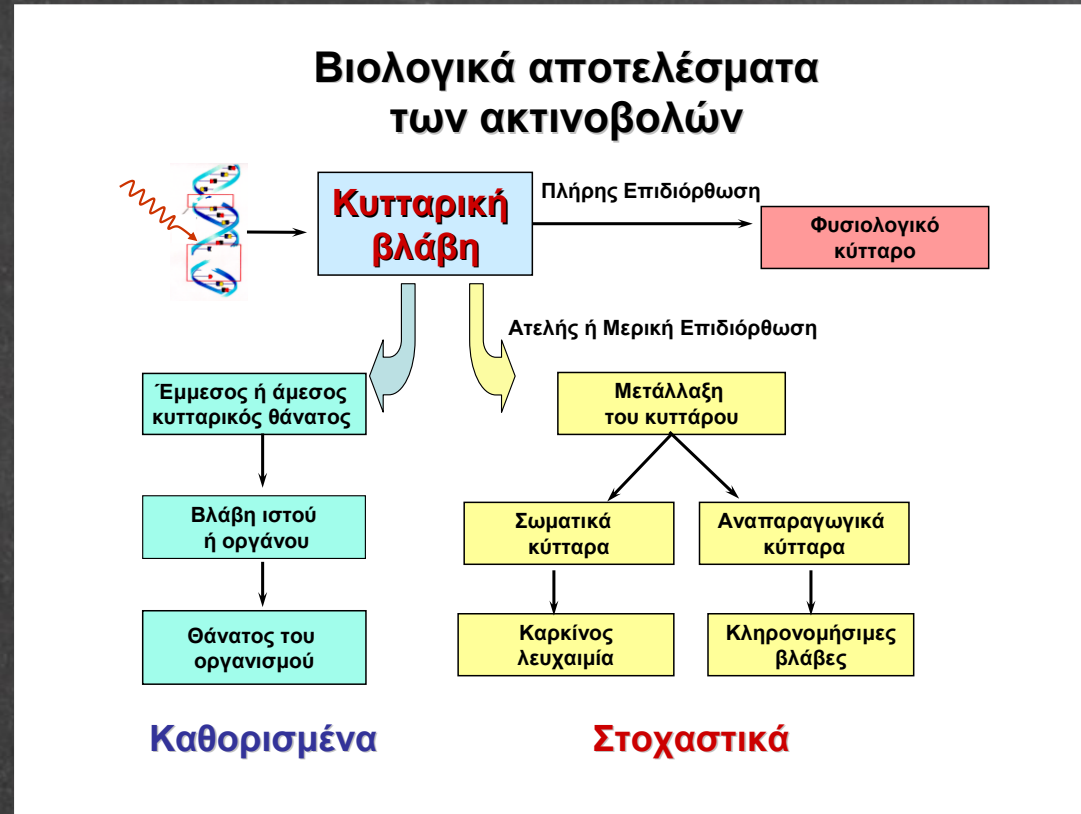 Βιολογικά αποτελέσματα
των ακτινοβολών
Κυτταρική
βλάβη
Πλήρης Επιδιόρθωση
Φυσιολογικό
κύτταρο
Ατελής ή Μερική Επιδιόρθωση
Έμμεσος ή άμεσος
κυτταρικός θάνατος
Βλάβη ιστού
ή οργάνου
Θάνατος του
οργανισμού
Καθορισμένα
Μετάλλαξη
του κυττάρου
Σωματικά
κύτταρα
Αναπαραγωγικά
κύτταρα
Καρκίνος
λευχαιμία
Κληρονομήσιμες
βλάβες
Στοχαστικά